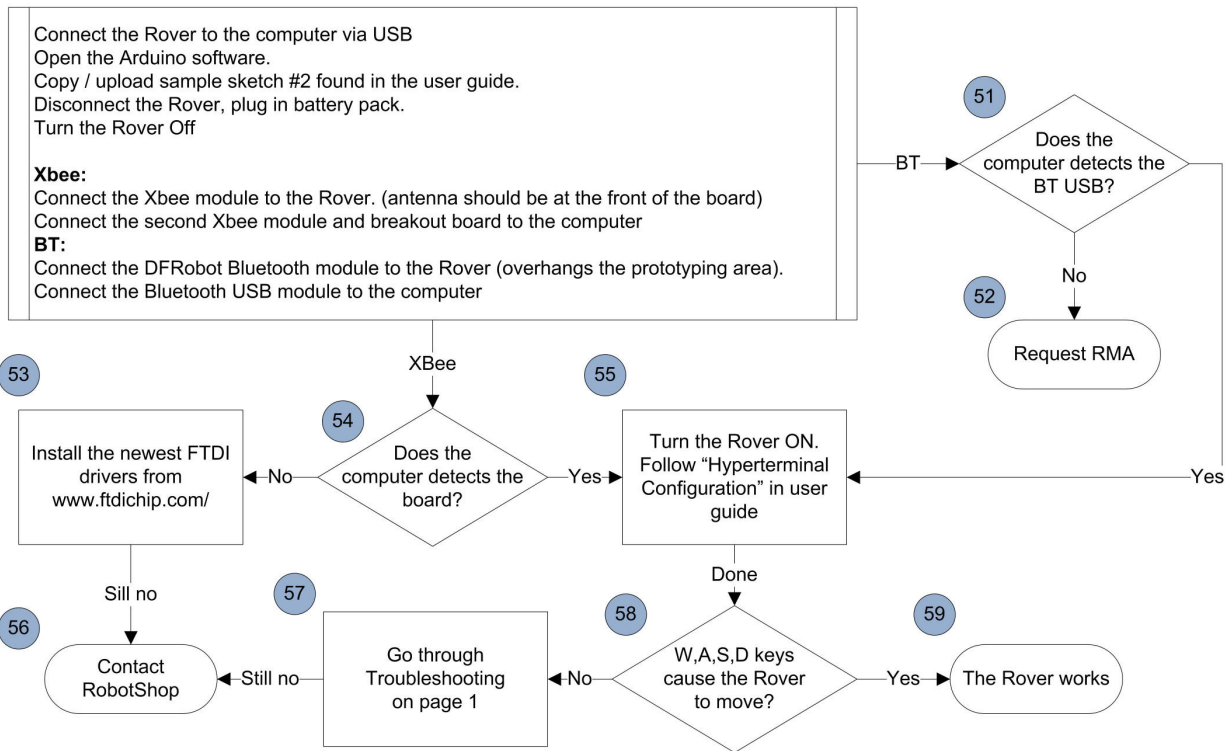 Connect the Rover to the computer via USB
Open the Arduino software.
Copy / upload sample sketch #2 found in the user guide.
Disconnect the Rover, plug in battery pack.
Turn the Rover Off
Xbee:
Connect the Xbee module to the Rover. (antenna should be at the front of the board)
Connect the second Xbee module and breakout board to the computer
BT:
Connect the DFRobot Bluetooth module to the Rover (overhangs the prototyping area).
Connect the Bluetooth USB module to the computer
BT
51
Does the
computer detects the
BT USB?
No
52
Request RMA
Yes
XBee
53
Install the newest FTDI
drivers from
www.ftdichip.com/
No
54
Does the
computer detects the
board?
Yes
55
Turn the Rover ON.
Follow “Hyperterminal
Configuration” in user
guide
Sill no
Done
56
Contact
RobotShop
Still no
57
Go through
Troubleshooting
on page 1
No
58
W,A,S,D keys
cause the Rover
to move?
Yes
59
The Rover works